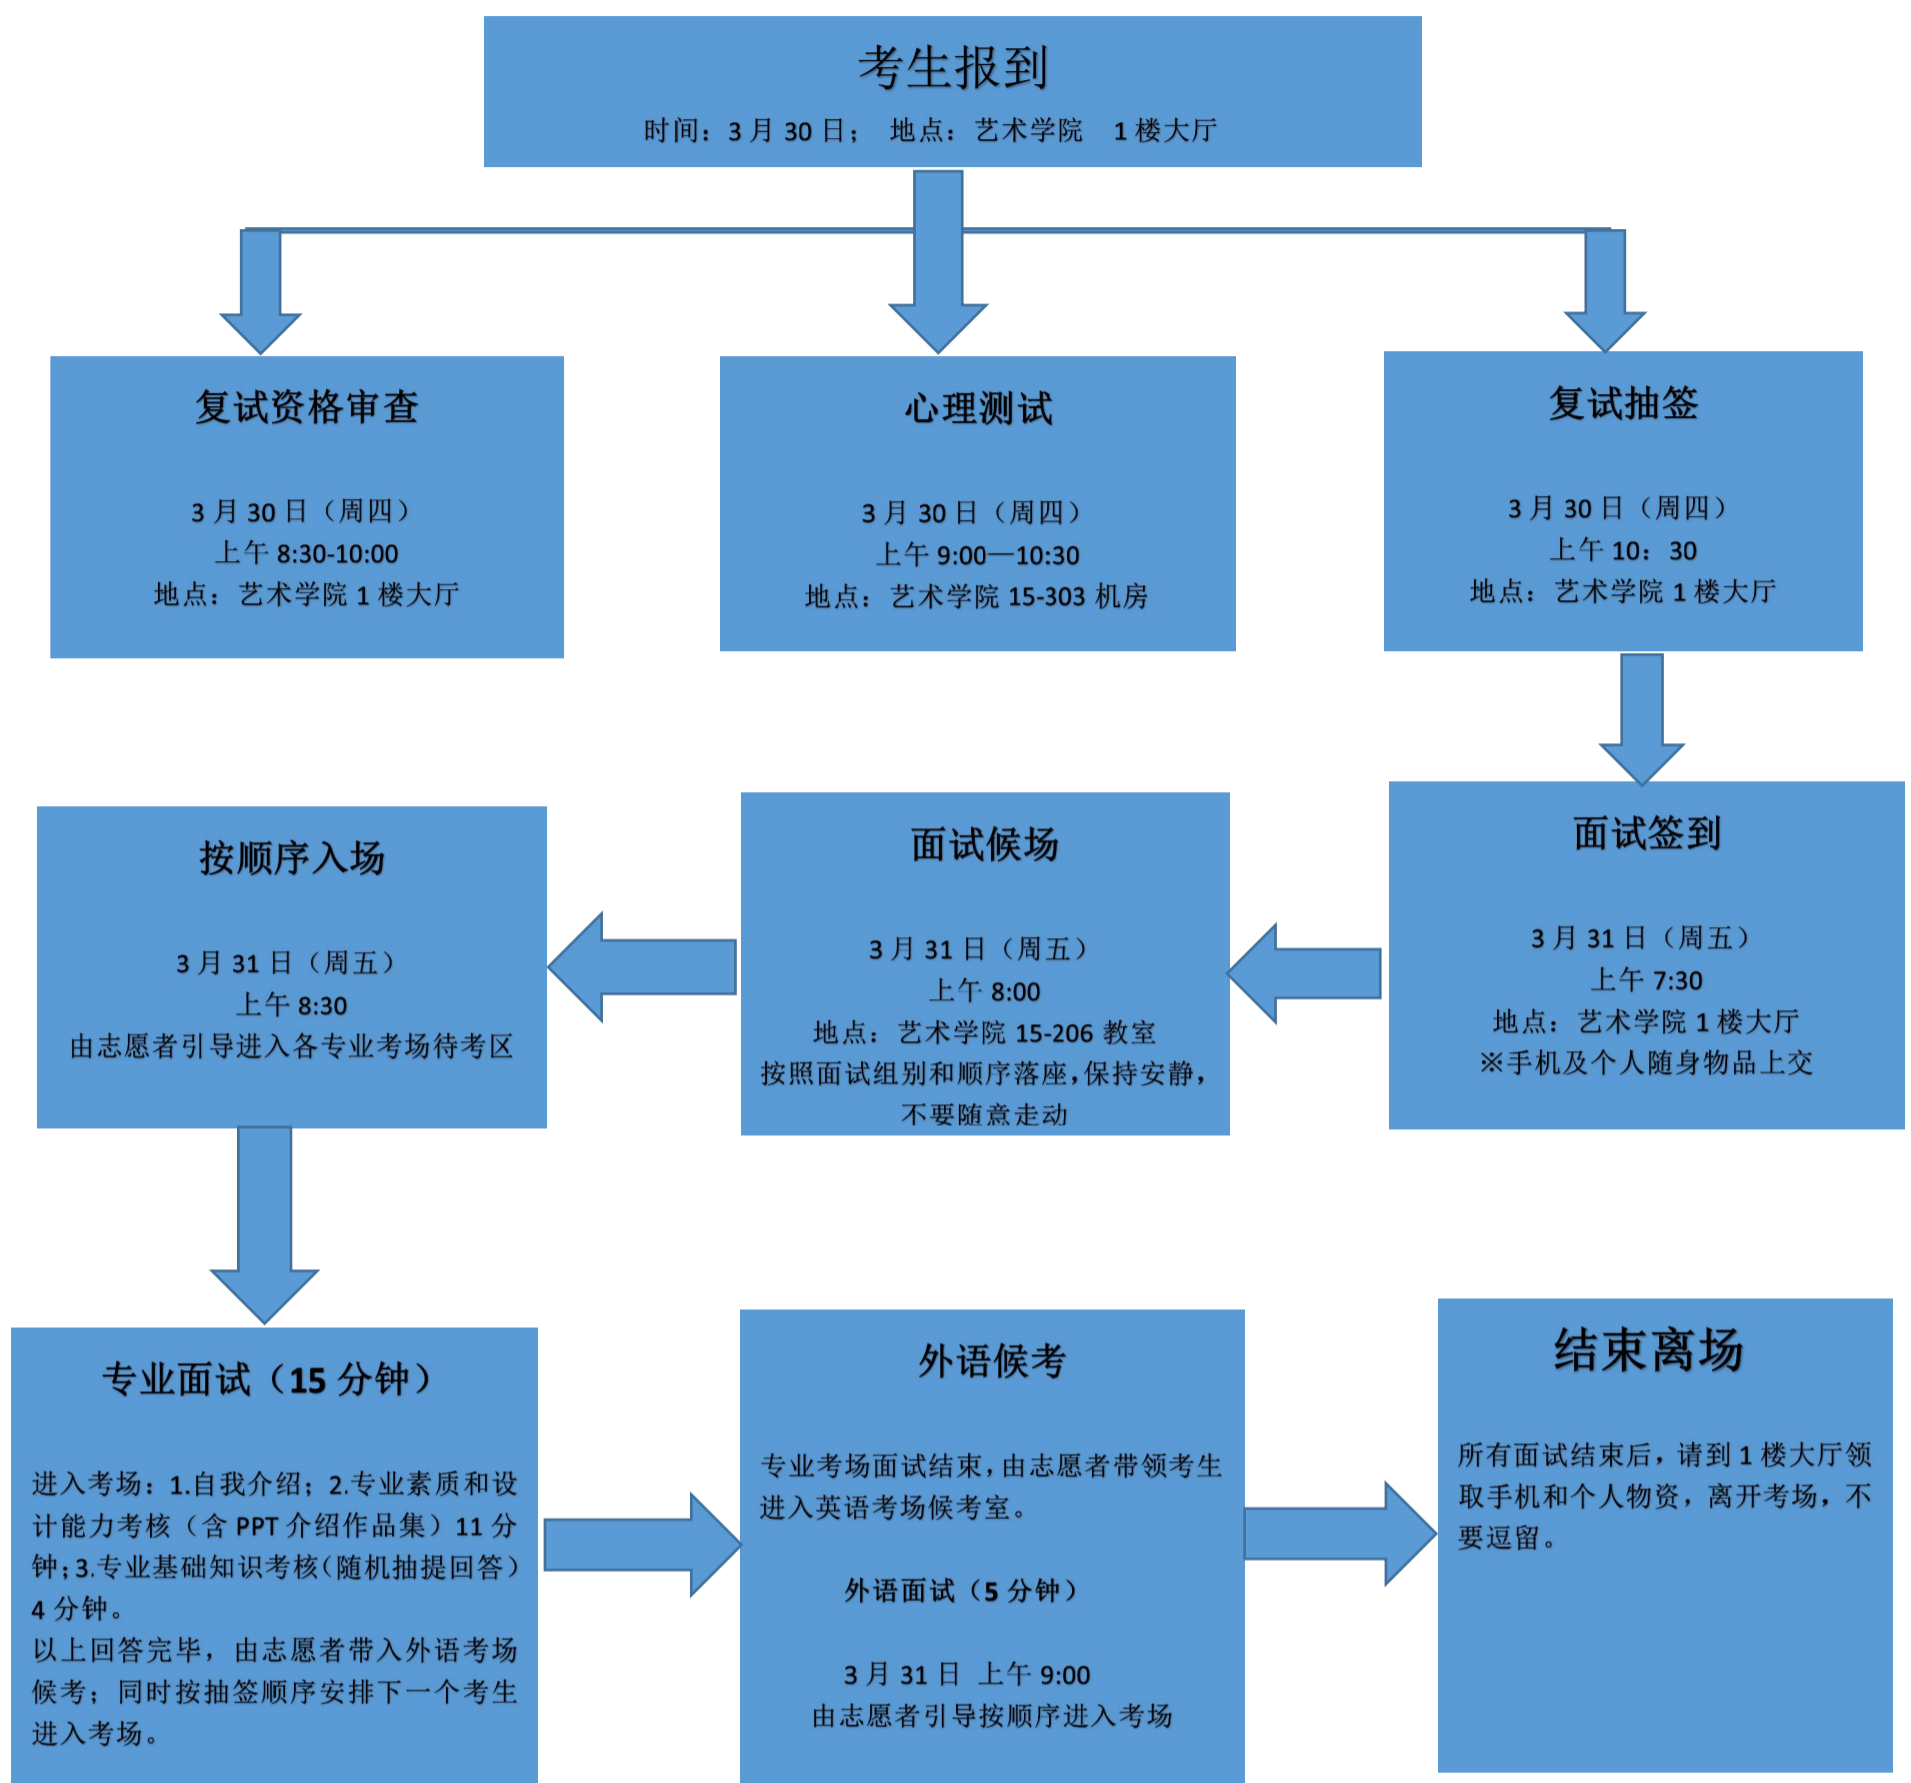 考生报到
时间：3 月 30 日； 地点：艺术学院 1 楼大厅
复试资格审查
3 月 30 日（周四）
上午 8:30-10:00
地点：艺术学院 1 楼大厅
心理测试
3 月 30 日（周四）
上午 9:00—10:30
地点：艺术学院 15-303 机房
复试抽签
3 月 30 日（周四）
上午 10：30
地点：艺术学院 1 楼大厅
面试签到
3 月 31 日（周五）
上午 7:30
地点：艺术学院 1 楼大厅
※手机及个人随身物品上交
面试候场
3 月 31 日（周五）
上午 8:00
地点：艺术学院 15-206 教室
按照面试组别和顺序落座，保持安静，
不要随意走动
按顺序入场
3 月 31 日（周五）
上午 8:30
由志愿者引导进入各专业考场待考区
专业面试（15 分钟）
进入考场：1.自我介绍；2.专业素质和设
计能力考核（含 PPT 介绍作品集）11 分
钟；3.专业基础知识考核（随机抽提回答）
4 分钟。
以上回答完毕，由志愿者带入外语考场
候考；同时按抽签顺序安排下一个考生
进入考场。
外语候考
专业考场面试结束，由志愿者带领考生
进入英语考场候考室。
外语面试（5 分钟）
3 月 31 日 上午 9:00
由志愿者引导按顺序进入考场
结束离场
所有面试结束后，请到 1 楼大厅领
取手机和个人物资，离开考场，不
要逗留。